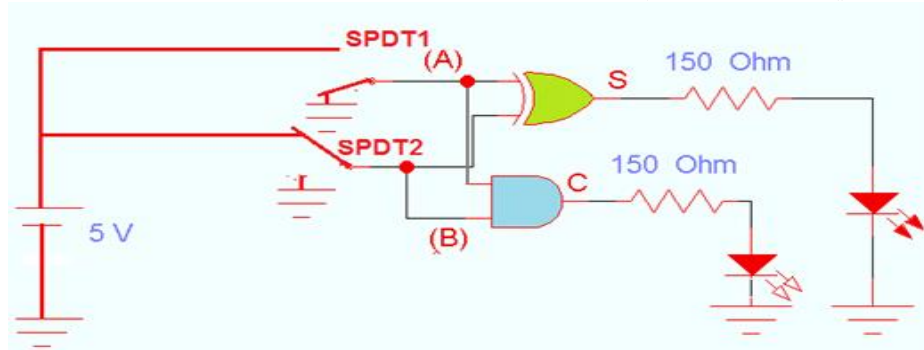 SPDT1
(A)
S
150 Ohm
SPDT2
150 Ohm
C
5 V
(B)